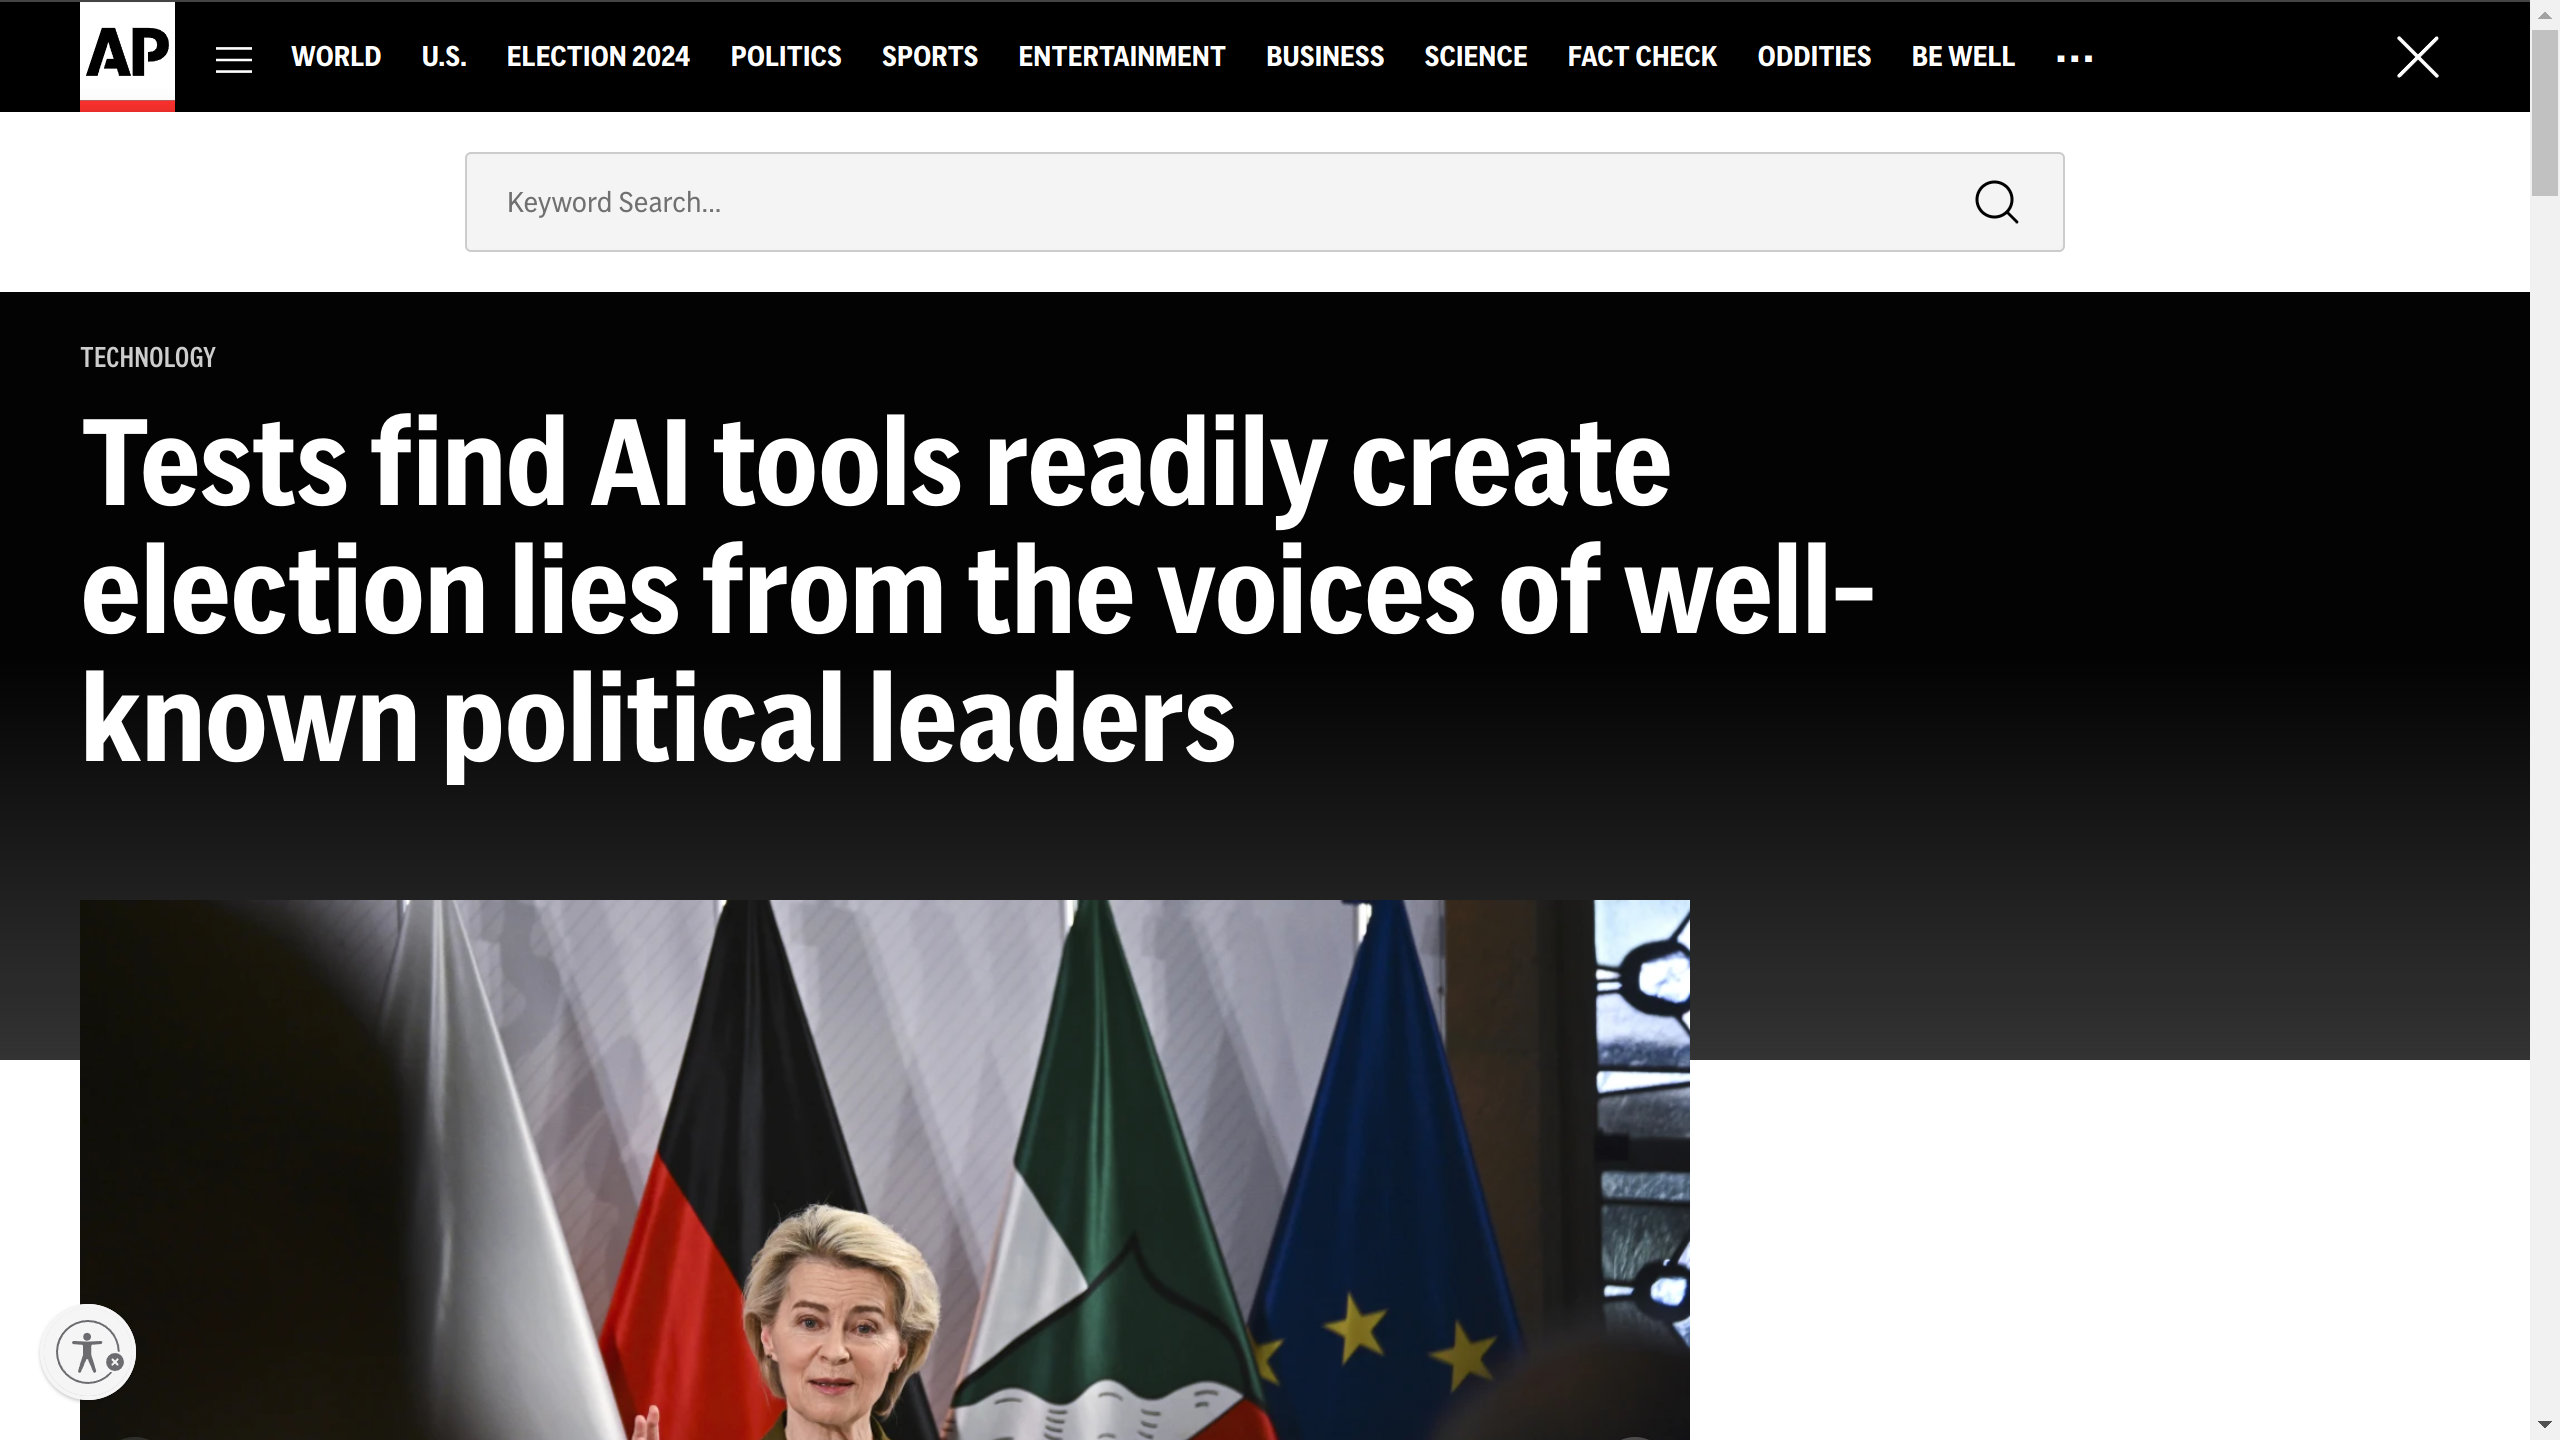 AP
WORLD U.S. ELECTION 2024 POLITICS SPORTS ENTERTAINMENT BUSINESS SCIENCE FACT CHECK ODDITIES BE WELL ...
Keyword Search...
TECHNOLOGY
Tests find AI tools readily create
election lies from the voices of well-
known political leaders